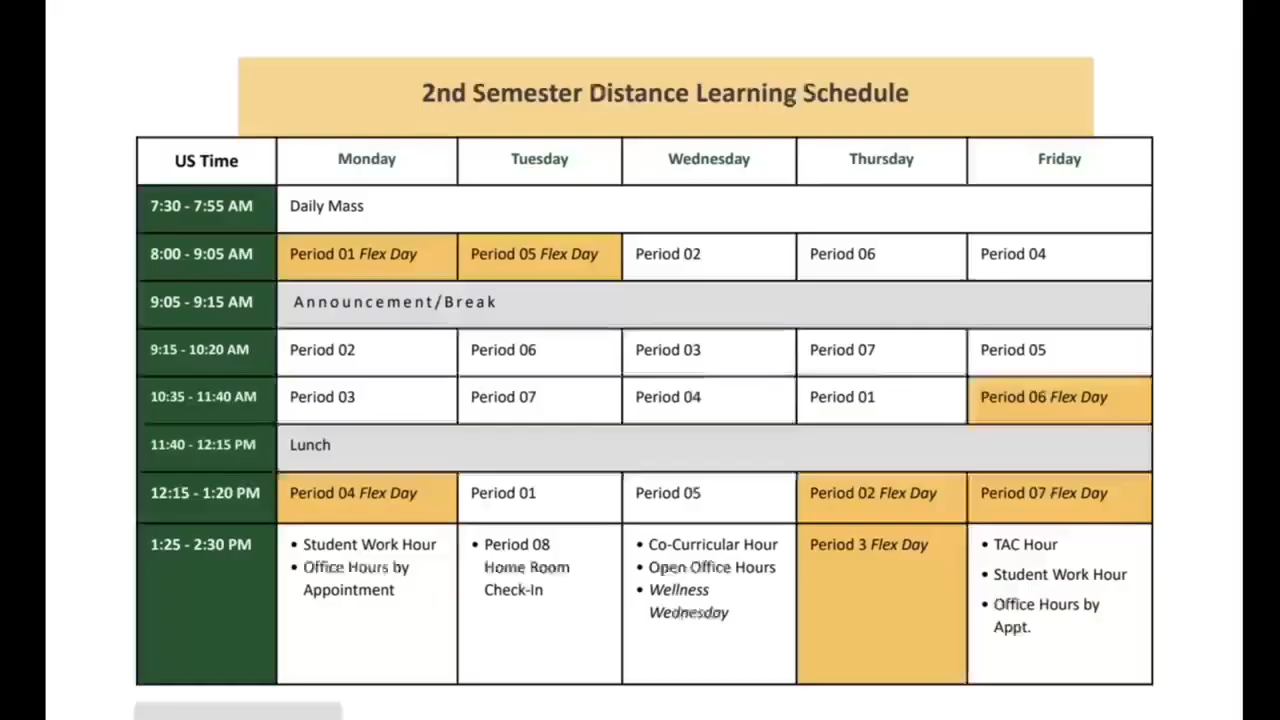 2nd Semester Distance Learning Schedule
US Time Monday Tuesday Wednesday Thursday Friday
7:30 - 7:55 AM Daily Mass
8:00 - 9:05 AM Period 01 Flex Day Period 05 Flex Day Period 02 Period 06 Period 04
9:05 - 9:15 AM Announcement/Break
9:15 - 10:20 AM Period 02 Period 06 Period 03 Period 07 Period 05
10:35 - 11:40 AM Period 03 Period 07 Period 04 Period 01 Period 06 Flex Day
11:40 - 12:15 PM Lunch
12:15 - 1:20 PM Period 04 Flex Day Period 01 Period 05 Period 02 Flex Day Period 07 Flex Day
1:25 - 2:30 PM
• Student Work Hour
• Office Hours by
Appointment
• Period 08
Home Room
Check-In
• Co-Curricular Hour
• Open Office Hours
• Wellness
Wednesday
Period 3 Flex Day
• TAC Hour
• Student Work Hour
• Office Hours by
Appt.